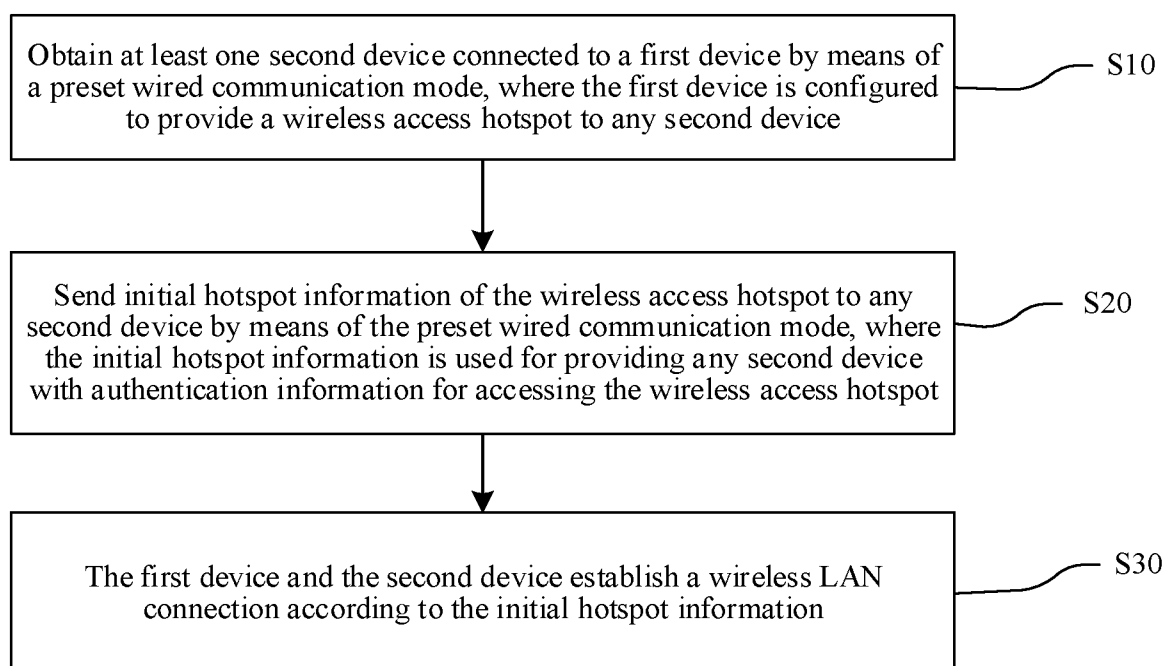 Obtain at least one second device connected to a first device by means of
a preset wired communication mode, where the first device is configured
to provide a wireless access hotspot to any second device
S10
Send initial hotspot information of the wireless access hotspot to any
second device by means of the preset wired communication mode, where
the initial hotspot information is used for providing any second device
with authentication information for accessing the wireless access hotspot
S20
The first device and the second device establish a wireless LAN
connection according to the initial hotspot information
S30